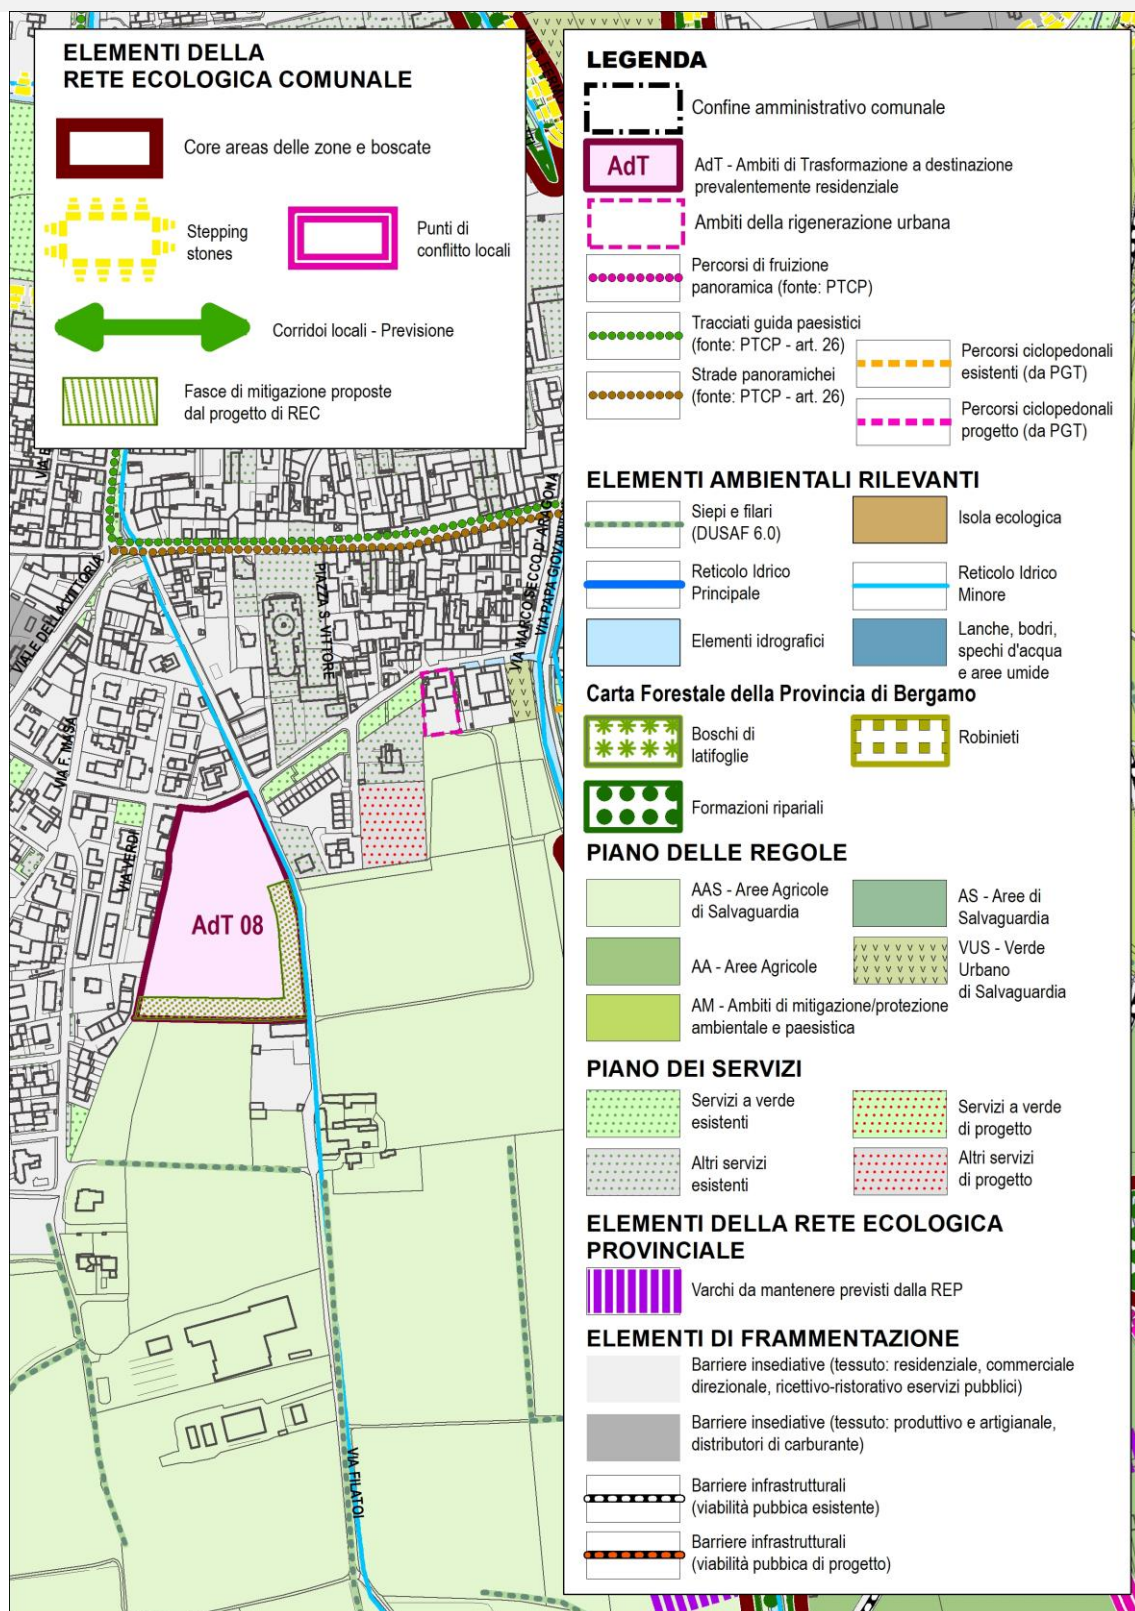 ELEMENTI DELLA
RETE ECOLOGICA COMUNALE
Core areas delle zone e boscate
Stepping
stones
Punti di
conflitto locali
Corridoi locali - Previsione
Fasce di mitigazione proposte
dal progetto di REC
LEGENDA
Confine amministrativo comunale
AdT
AdT - Ambiti di Trasformazione a destinazione
prevalentemente residenziale
Ambiti della rigenerazione urbana
Percorsi di fruizione
panoramica (fonte: PTCP)
Tracciati guida paesistici
(fonte: PTCP - art. 26)
Strade panoramichei
(fonte: PTCP - art. 26)
Percorsi ciclopedonali
esistenti (da PGT)
Percorsi ciclopedonali
progetto (da PGT)
ELEMENTI AMBIENTALI RILEVANTI
Siepi e filari
(DUSAF 6.0)
Isola ecologica
Reticolo Idrico
Principale
Reticolo Idrico
Minore
Elementi idrografici
Lanche, bodri,
spechi d'acqua
e aree umide
Carta Forestale della Provincia di Bergamo
Boschi di
latifoglie
Robinieti
Formazioni ripariali
PIANO DELLE REGOLE
AAS - Aree Agricole
di Salvaguardia
AS - Aree di
Salvaguardia
AA - Aree Agricole
VUS - Verde
Urbano
di Salvaguardia
AM - Ambiti di mitigazione/protezione
ambientale e paesistica
PIANO DEI SERVIZI
Servizi a verde
esistenti
Servizi a verde
di progetto
Altri servizi
esistenti
Altri servizi
di progetto
ELEMENTI DELLA RETE ECOLOGICA
PROVINCIALE
Varchi da mantenere previsti dalla REP
ELEMENTI DI FRAMMENTAZIONE
Barriere insediative (tessuto: residenziale, commerciale
direzionale, ricettivo-ristorativo eservizi pubblici)
Barriere insediative (tessuto: produttivo e artigianale,
distributori di carburante)
Barriere infrastrutturali
(viabilità pubblica esistente)
Barriere infrastrutturali
(viabilità pubblica di progetto)
VIALE DELLA VITTORIA
PIAZZA S. VITTORE
VIA MARCO SECCO D'ARAGONA
VIA PAPA GIOVAN
VIA F. MASA
VIA VERDI
AdT 08
VIA FILATOI